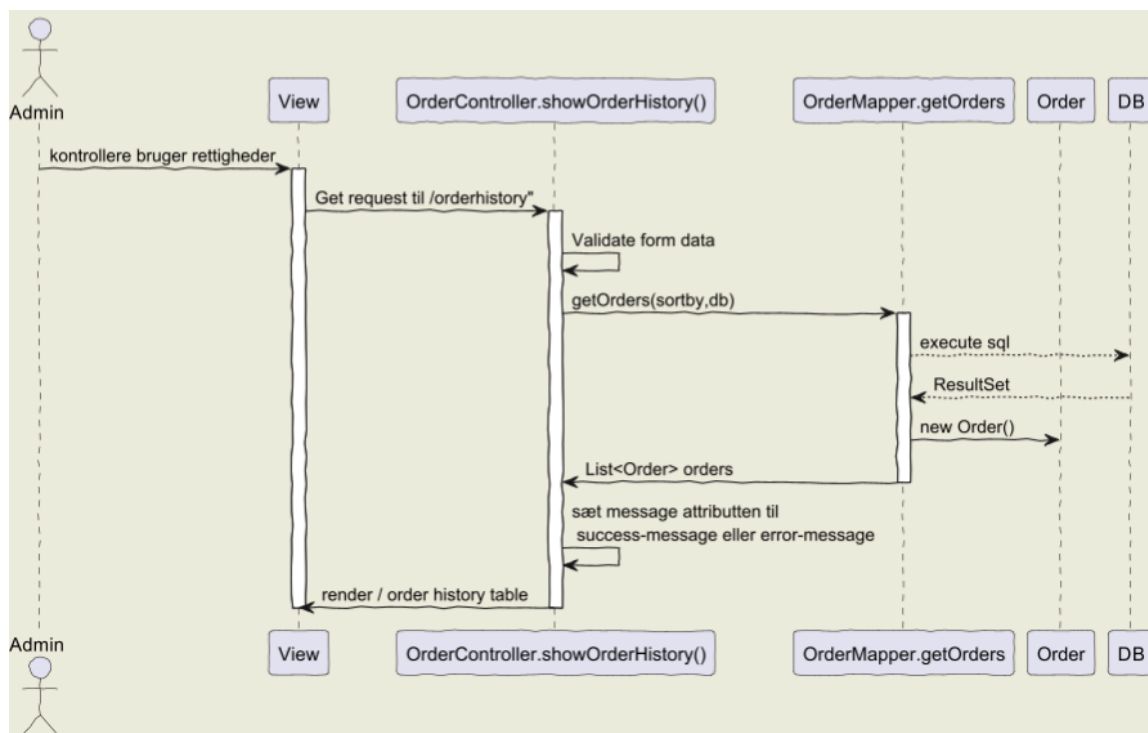 Admin
View
OrderController.showOrderHistory()
OrderMapper.getOrders
Order
DB
kontrollere bruger rettigheder
Get request til /orderhistory"
Validate form data
getOrders(sortby,db)
execute sql
ResultSet
new Order()
List<Order> orders
sæt message attributten til
success-message eller error-message
render / order history table
Admin
View
OrderController.showOrderHistory()
OrderMapper.getOrders
Order
DB